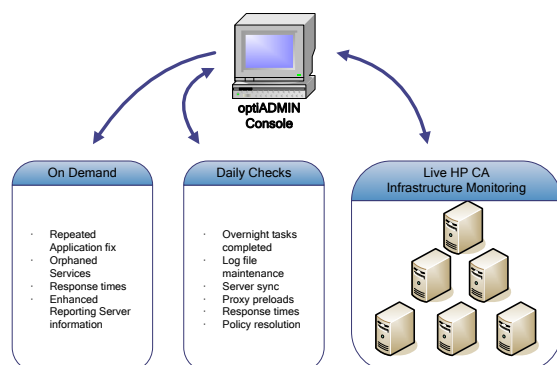 optiADMIN
Console
On Demand
· Repeated
Application fix
· Orphaned
Services
· Response times
· Enhanced
Reporting Server
information
Daily Checks
· Overnight tasks
completed
· Log file
maintenance
· Server sync
· Proxy preloads
· Response times
· Policy resolution
Live HP CA
Infrastructure Monitoring